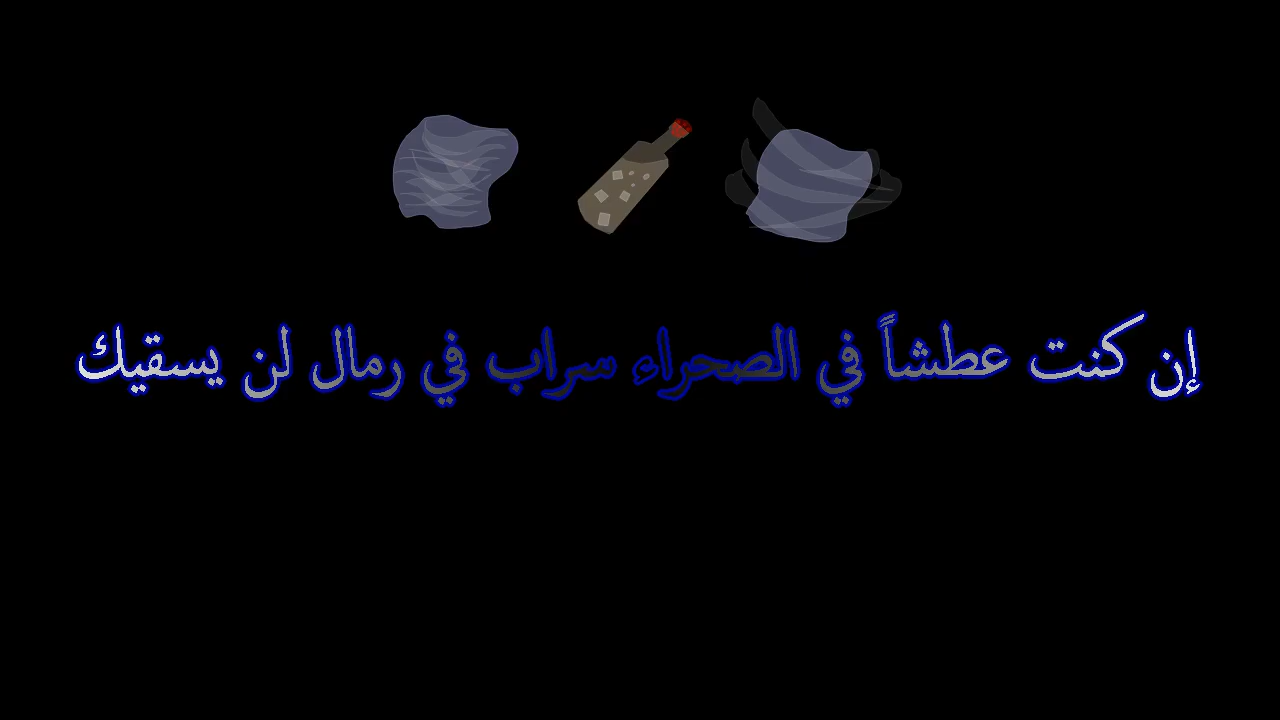 إن كنت عطشاً في الصحراء سراب في رمال لن يسقيك